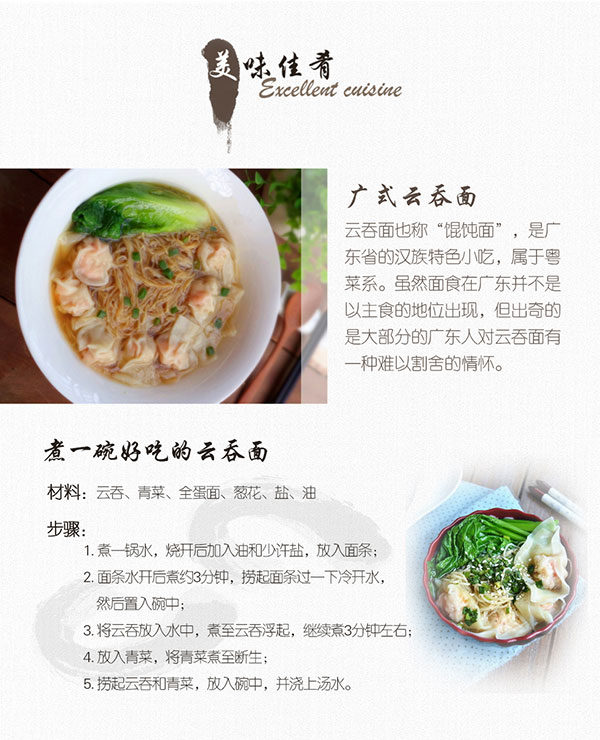 美味佳肴
Excellent cuisine
广式云吞面
云吞面也称“馄饨面”，是广
东省的汉族特色小吃，属于粤
菜系。虽然面食在广东并不是
以主食的地位出现，但出奇的
是大部分的广东人对云吞面有
一种难以割舍的情怀。
煮一碗好吃的云吞面
材料：云吞、青菜、全蛋面、葱花、盐、油
步骤：
1. 煮一锅水，烧开后加入油和少许盐，放入面条；
2. 面条水开后煮约3分钟，捞起面条过一下冷开水，
然后置入碗中；
3. 将云吞放入水中，煮至云吞浮起，继续煮3分钟左右；
4. 放入青菜，将青菜煮至断生；
5. 捞起云吞和青菜，放入碗中，并浇上汤水。